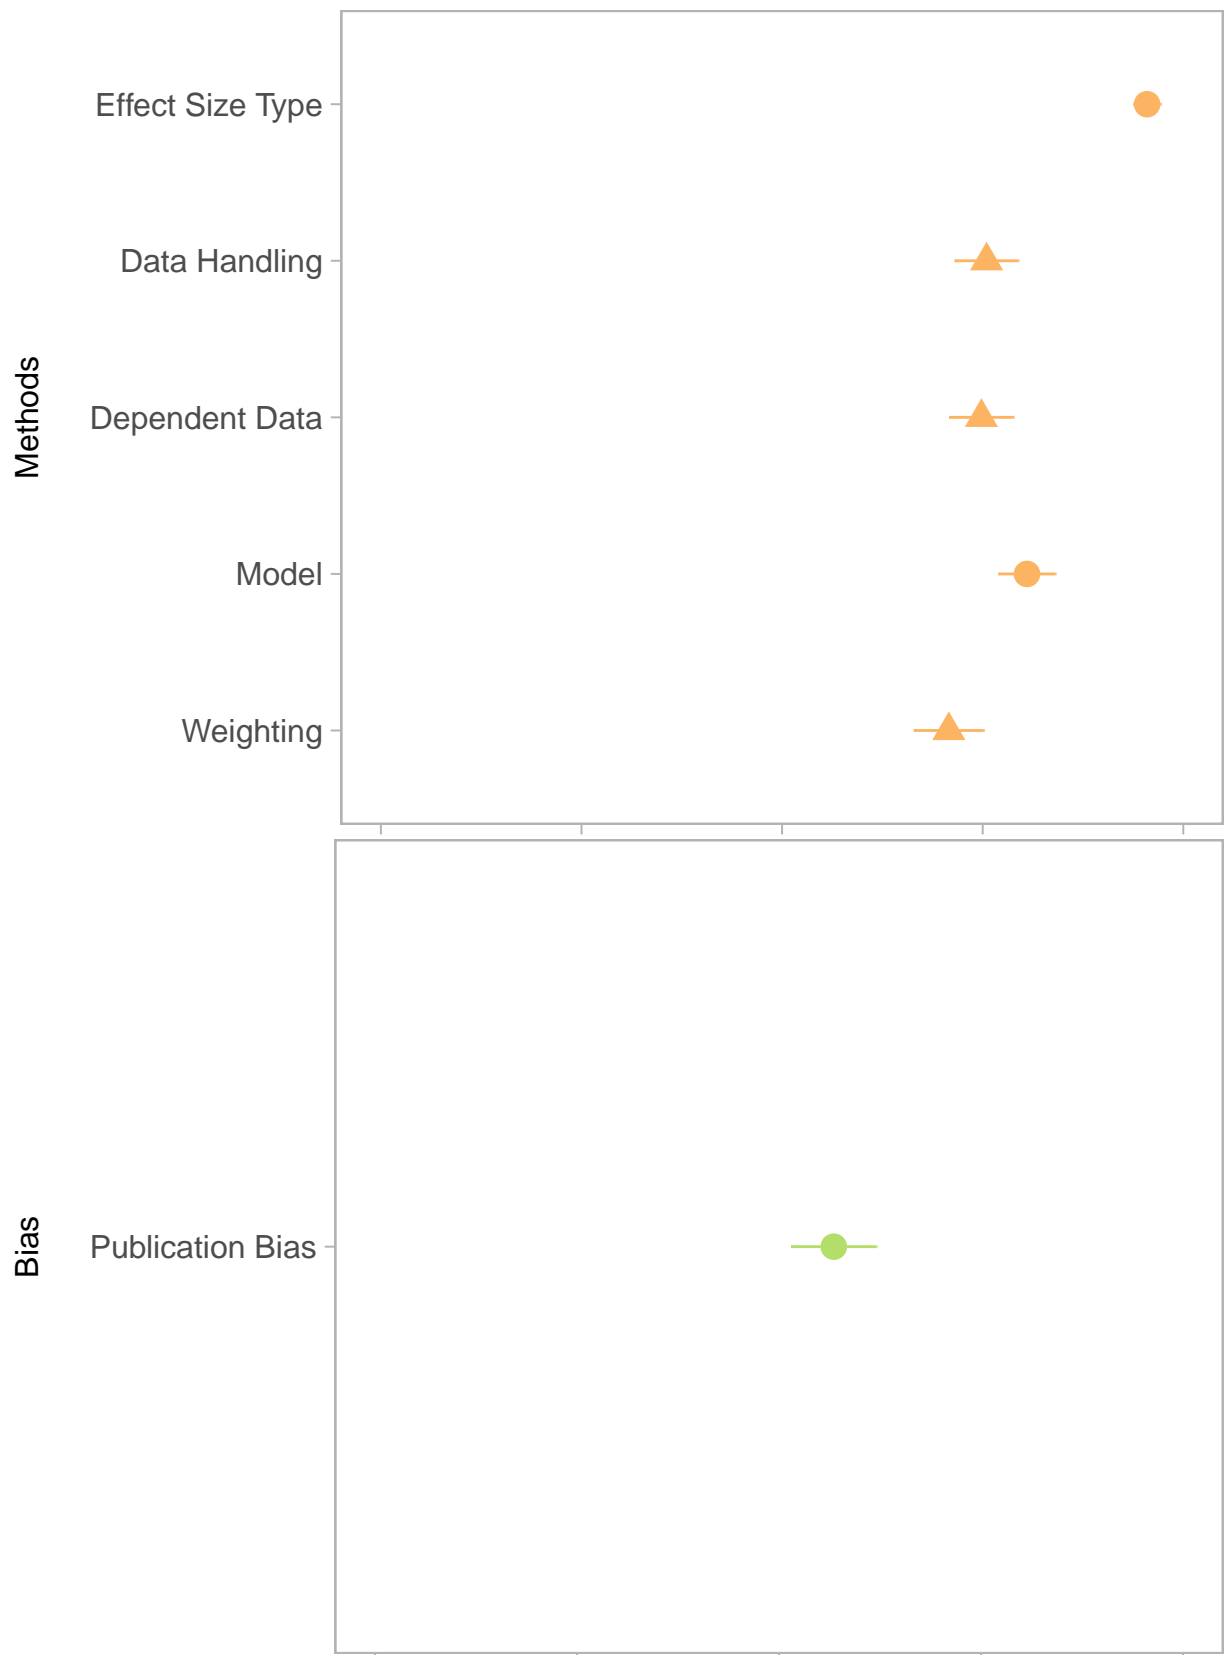 Methods
Effect Size Type
Data Handling
Dependent Data
Model
Weighting
Bias
Publication Bias